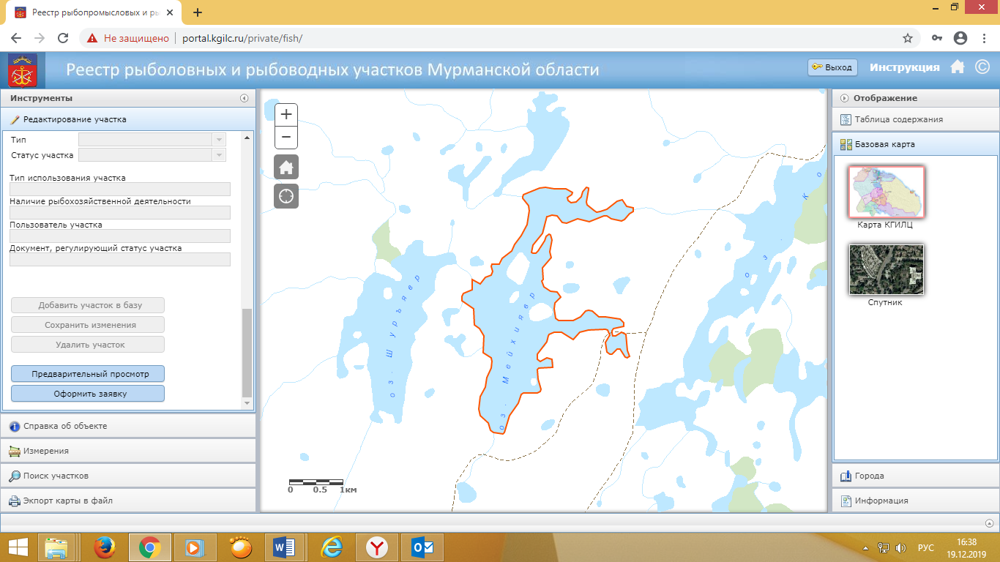 Реестр рыбопромысловых и ры
Не защищено
portal.kgilc.ru/private/fish/
Реестр рыболовных и рыбоводных участков Мурманской области
Выход
Инструкция
Инструменты
Редактирование участка
Тип
Статус участка
Тип использования участка
Наличие рыбохозяйственной деятельности
Пользователь участка
Документ, регулирующий статус участка
Добавить участок в базу
Сохранить изменения
Удалить участок
Предварительный просмотр
Оформить заявку
Справка об объекте
Измерения
Поиск участков
Экспорт карты в файл
оз. Шуръявр
оз. Мейхиявр
оз. Ко
0 0.5 1км
Отображение
Таблица содержания
Базовая карта
Карта КГИЛЦ
Спутник
Города
Информация
РУС
16:38
19.12.2019